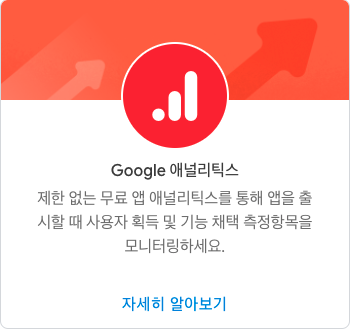 Google 애널리틱스
제한 없는 무료 앱 애널리틱스를 통해 앱을 출
시할 때 사용자 획득 및 기능 채택 측정항목을
모니터링하세요.
자세히 알아보기